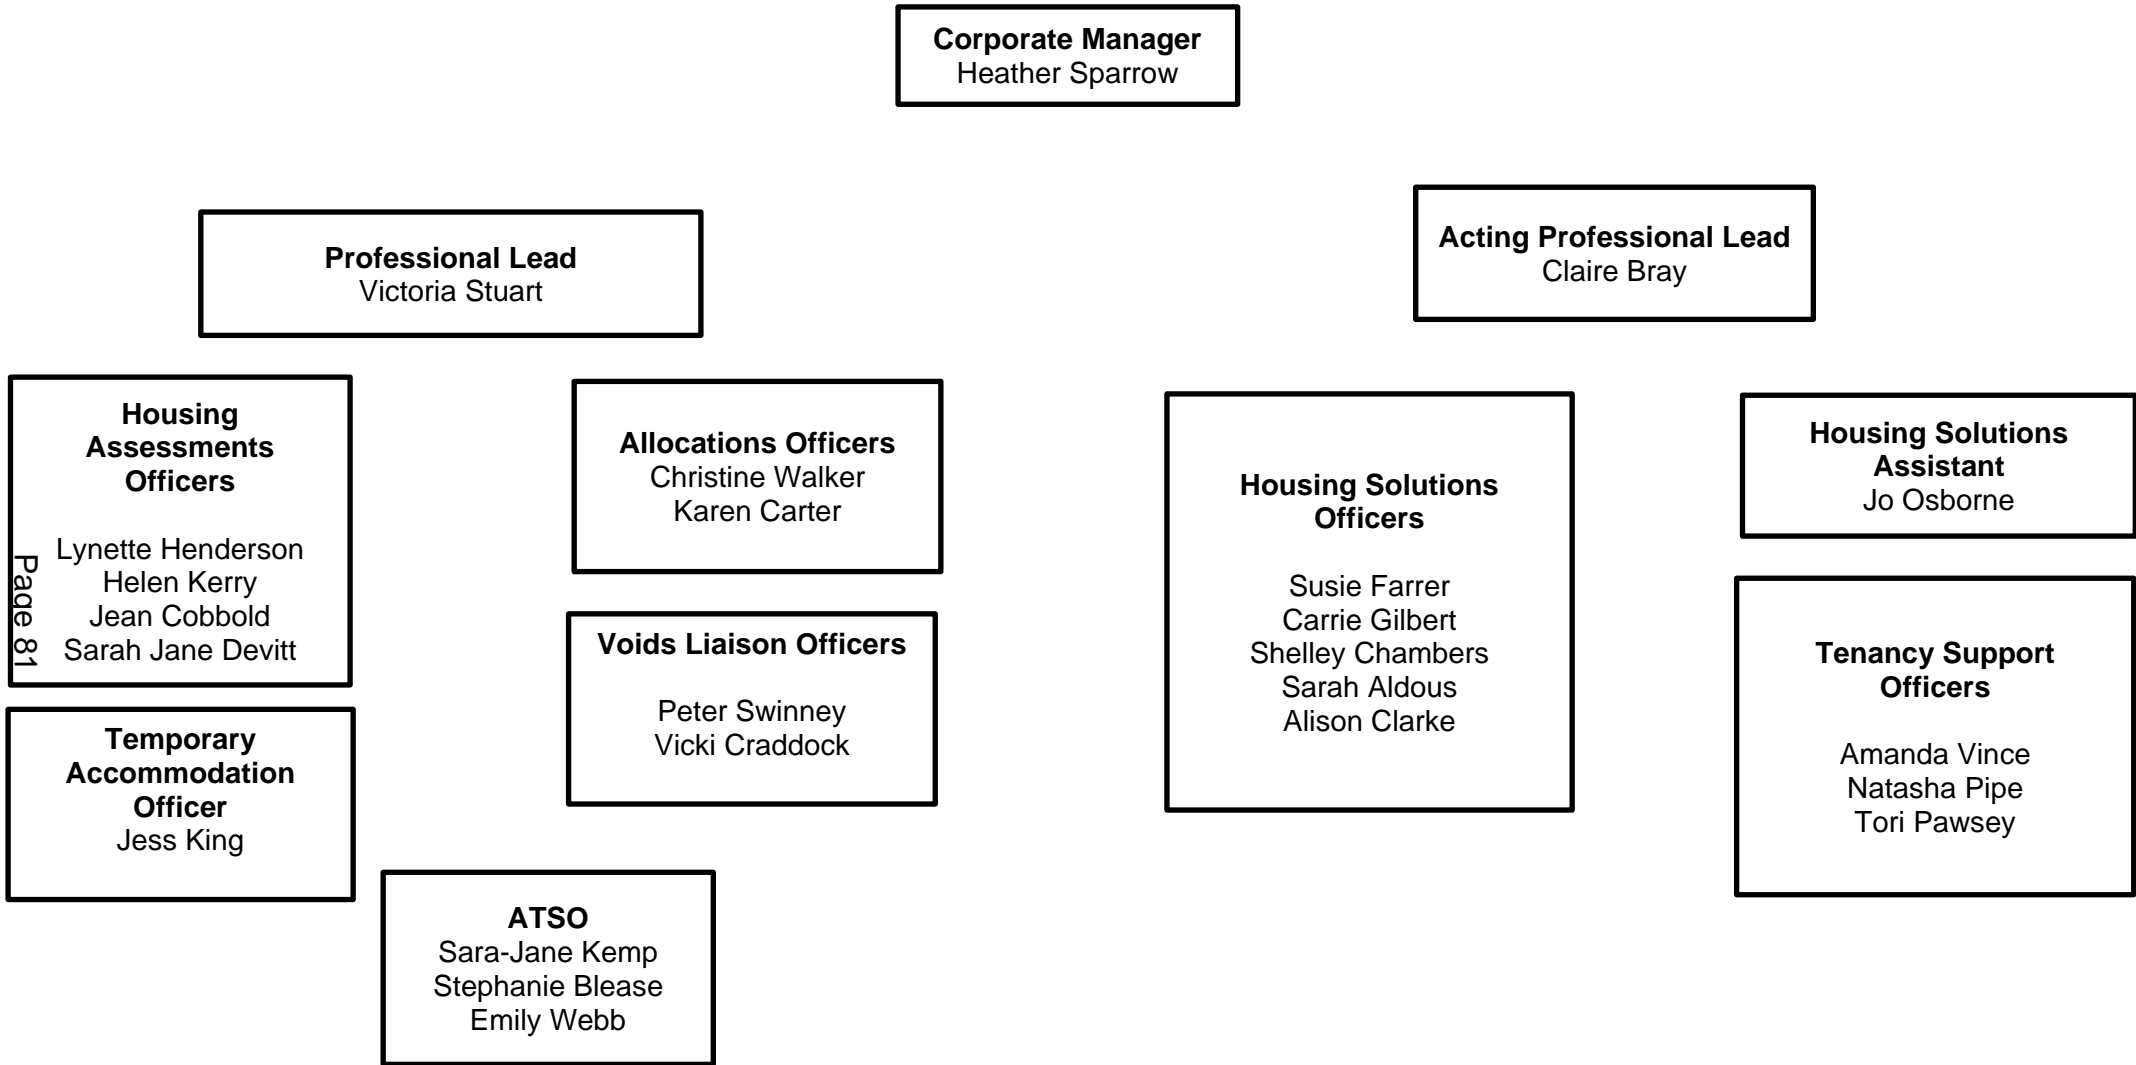 Corporate Manager
Heather Sparrow
Professional Lead
Victoria Stuart
Acting Professional Lead
Claire Bray
Housing
Assessments
Officers
Lynette Henderson
Helen Kerry
Jean Cobbold
Sarah Jane Devitt
Page 81
Allocations Officers
Christine Walker
Karen Carter
Housing Solutions
Officers
Susie Farrer
Carrie Gilbert
Shelley Chambers
Sarah Aldous
Alison Clarke
Housing Solutions
Assistant
Jo Osborne
Voids Liaison Officers
Peter Swinney
Vicki Craddock
Tenancy Support
Officers
Amanda Vince
Natasha Pipe
Tori Pawsey
Temporary
Accommodation
Officer
Jess King
ATSO
Sara-Jane Kemp
Stephanie Blease
Emily Webb